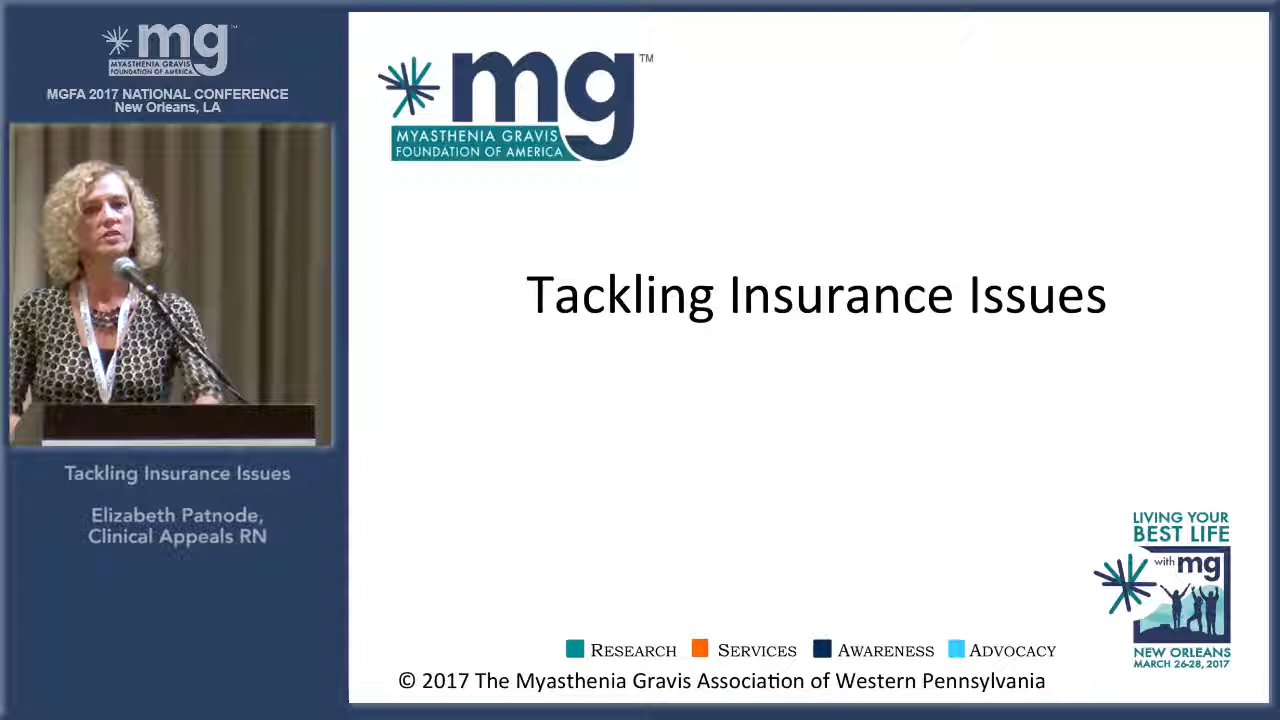 mg
MYASTHENIA GRAVIS
FOUNDATION OF AMERICA
MGFA 2017 NATIONAL CONFERENCE
New Orleans, LA
Tackling Insurance Issues
Elizabeth Patnode,
Clinical Appeals RN
mg™
MYASTHENIA GRAVIS
FOUNDATION OF AMERICA
Tackling Insurance Issues
LIVING YOUR
BEST LIFE
with mg
NEW ORLEANS
MARCH 26-28, 2017
RESEARCH SERVICES AWARENESS ADVOCACY
© 2017 The Myasthenia Gravis Association of Western Pennsylvania